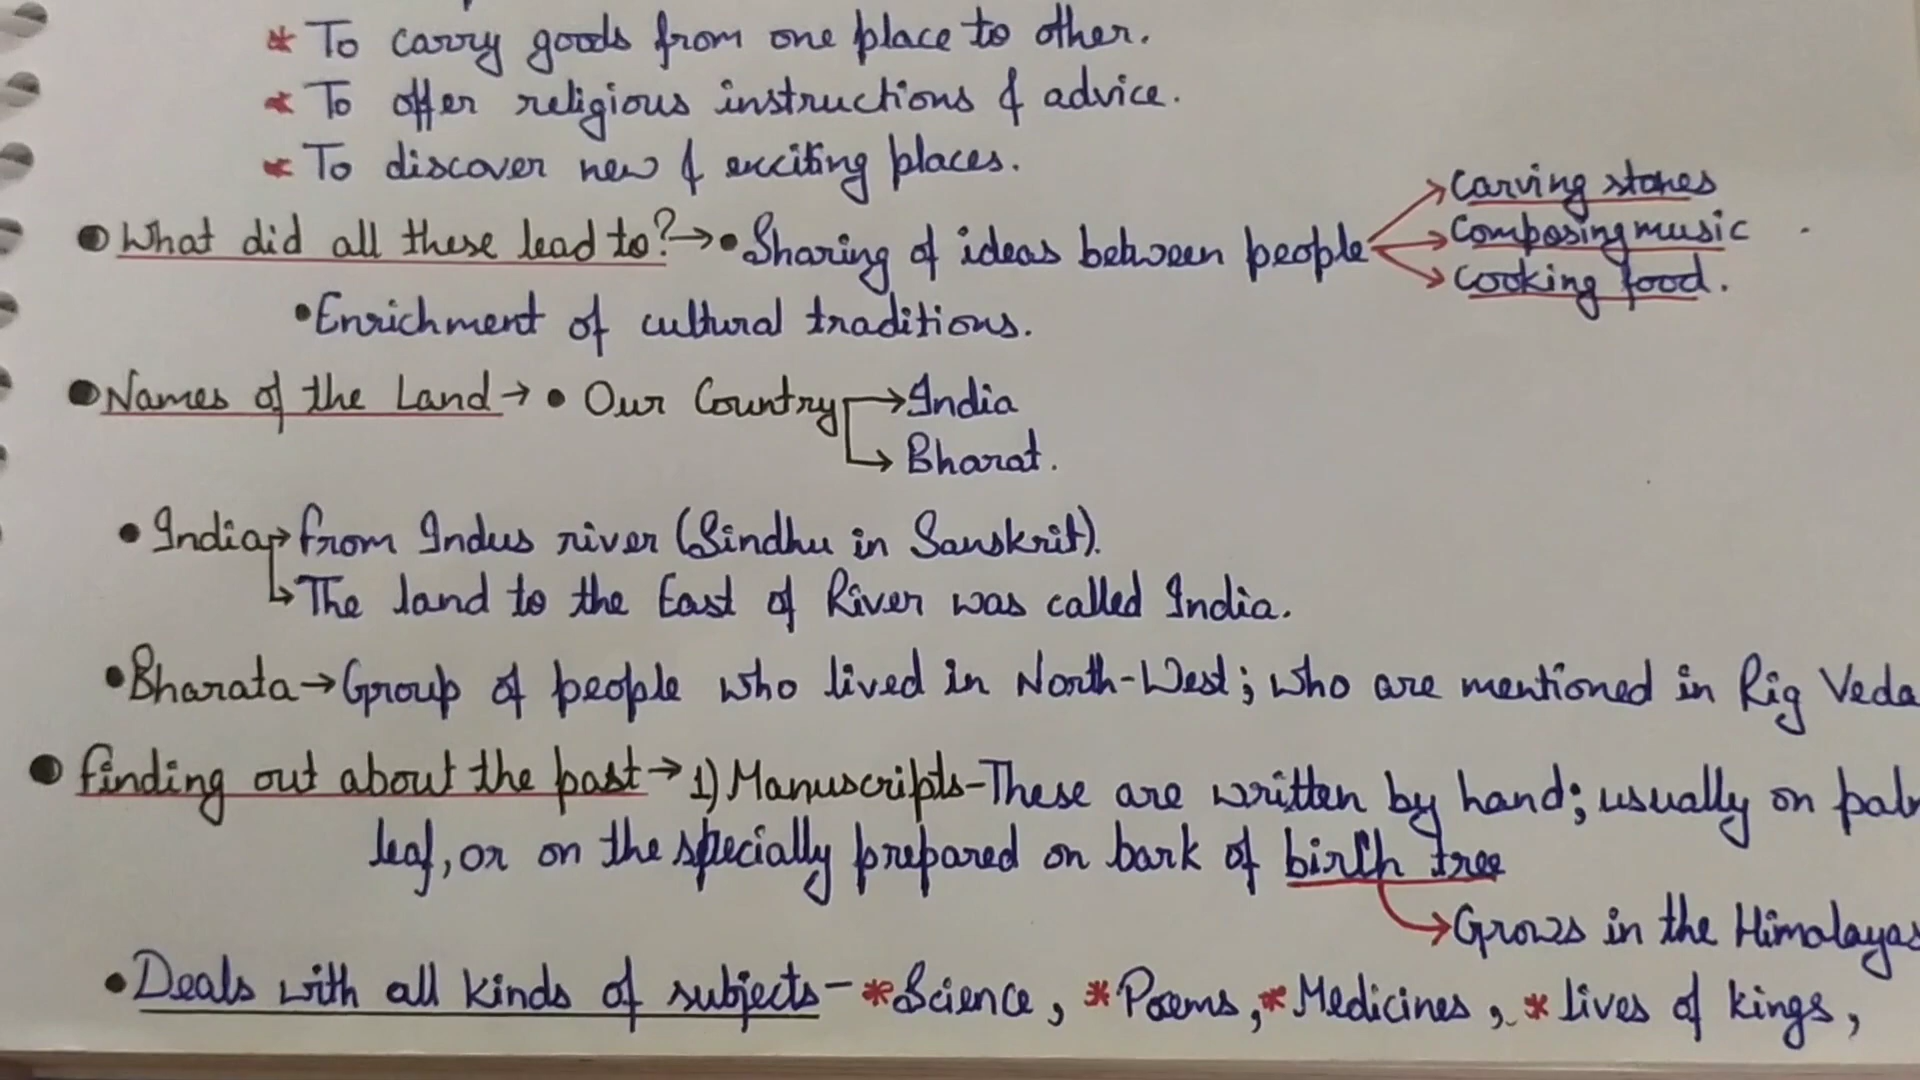 * To carry goods from one place to other.
* To offer religious instructions & advice.
* To discover new & exciting places.
• What did all these lead to? → • Sharing of ideas between people → Carving stones
→ Composing music
→ Cooking food.
• Enrichment of cultural traditions.
• Names of the Land → • Our Country → India
→ Bharat.
• India → from Indus river (Sindhu in Sanskrit).
→ The land to the East of River was called India.
• Bharata → Group of people who lived in North-West; who are mentioned in Rig Veda
• Finding out about the past → 1) Manuscripts - These are written by hand; usually on
leaf, or on the specially prepared on bark of birch tree
→ Grows in the Himalayas
• Deals with all kinds of subjects - * Science, * Poems, * Medicines, * lives of kings,